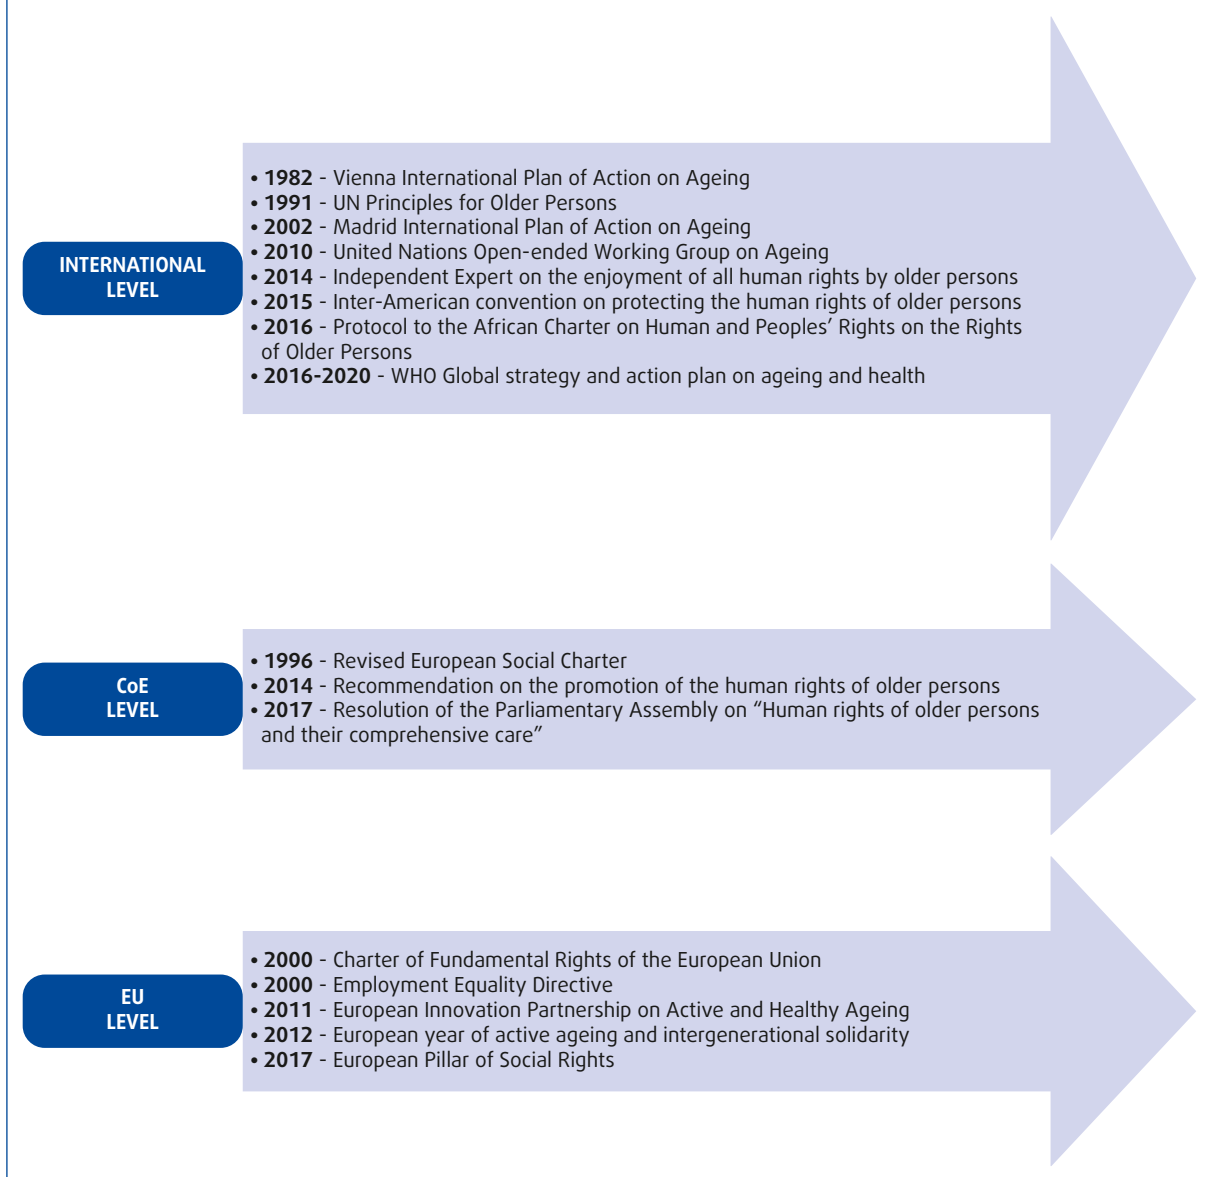 INTERNATIONAL
LEVEL
• 1982 - Vienna International Plan of Action on Ageing
• 1991 - UN Principles for Older Persons
• 2002 - Madrid International Plan of Action on Ageing
• 2010 - United Nations Open-ended Working Group on Ageing
• 2014 - Independent Expert on the enjoyment of all human rights by older persons
• 2015 - Inter-American convention on protecting the human rights of older persons
• 2016 - Protocol to the African Charter on Human and Peoples’ Rights on the Rights
of Older Persons
• 2016-2020 - WHO Global strategy and action plan on ageing and health
CoE
LEVEL
• 1996 - Revised European Social Charter
• 2014 - Recommendation on the promotion of the human rights of older persons
• 2017 - Resolution of the Parliamentary Assembly on “Human rights of older persons
and their comprehensive care”
EU
LEVEL
• 2000 - Charter of Fundamental Rights of the European Union
• 2000 - Employment Equality Directive
• 2011 - European Innovation Partnership on Active and Healthy Ageing
• 2012 - European year of active ageing and intergenerational solidarity
• 2017 - European Pillar of Social Rights